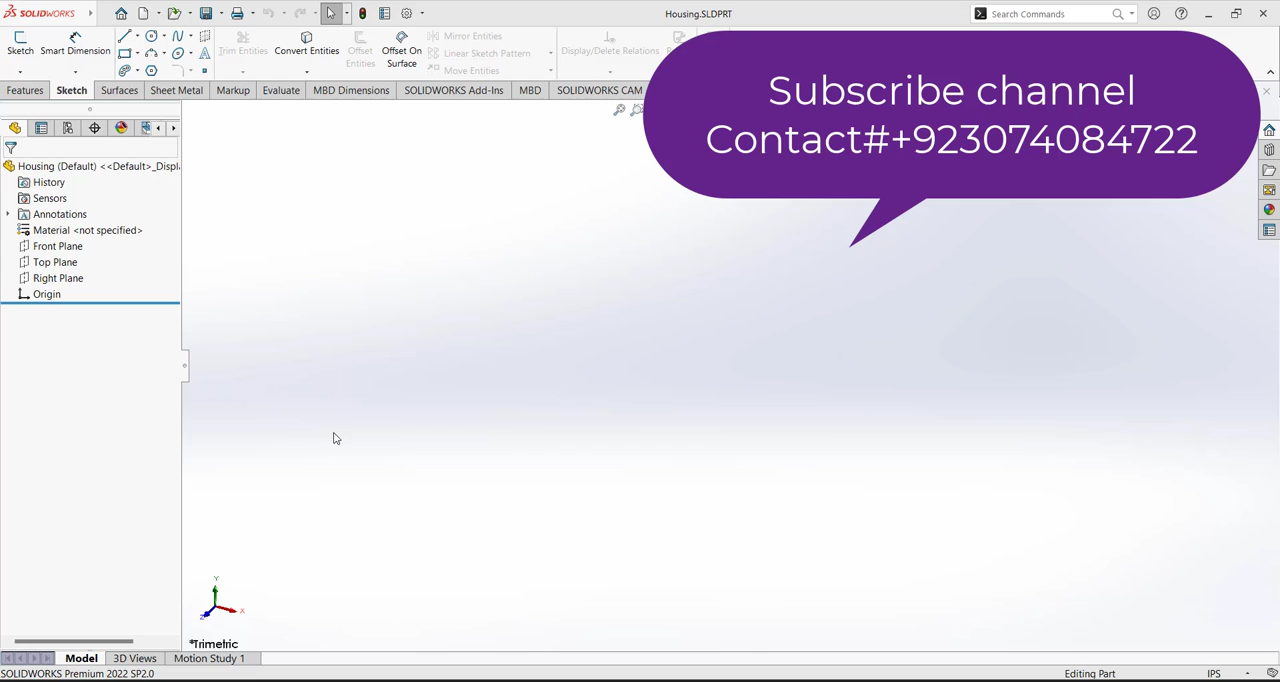 SOLIDWORKS
Housing.SLDPRT
Search Commands
Sketch
Smart Dimension
Trim Entities
Convert Entities
Offset Entities
Offset On Surface
Mirror Entities
Linear Sketch Pattern
Move Entities
Display/Delete Relations
Subscribe channel
Contact#+923074084722
Features
Sketch
Surfaces
Sheet Metal
Markup
Evaluate
MBD Dimensions
SOLIDWORKS Add-Ins
MBD
SOLIDWORKS CAM
Housing (Default) <<Default>_Displ
History
Sensors
Annotations
Material <not specified>
Front Plane
Top Plane
Right Plane
Origin
Y
X
Z
*Trimetric
Model
3D Views
Motion Study 1
SOLIDWORKS Premium 2022 SP2.0
Editing Part
IPS